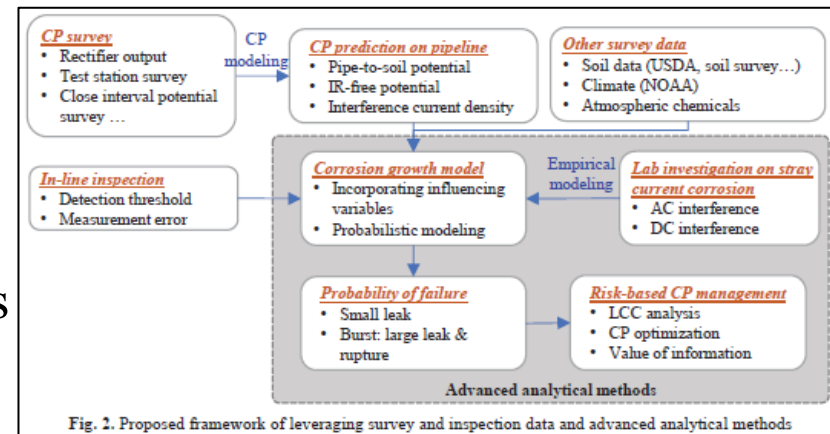 CP survey
• Rectifier output
• Test station survey
• Close interval potential
survey …
CP
modeling
CP prediction on pipeline
• Pipe-to-soil potential
• IR-free potential
• Interference current density
Other survey data
• Soil data (USDA, soil survey…)
• Climate (NOAA)
• Atmospheric chemicals
In-line inspection
• Detection threshold
• Measurement error
Corrosion growth model
• Incorporating influencing
variables
• Probabilistic modeling
Empirical
modeling
Lab investigation on stray
current corrosion
• AC interference
• DC interference
s
Probability of failure
• Small leak
• Burst: large leak &
rupture
Risk-based CP management
• LCC analysis
• CP optimization
• Value of information
Advanced analytical methods
Fig. 2. Proposed framework of leveraging survey and inspection data and advanced analytical methods